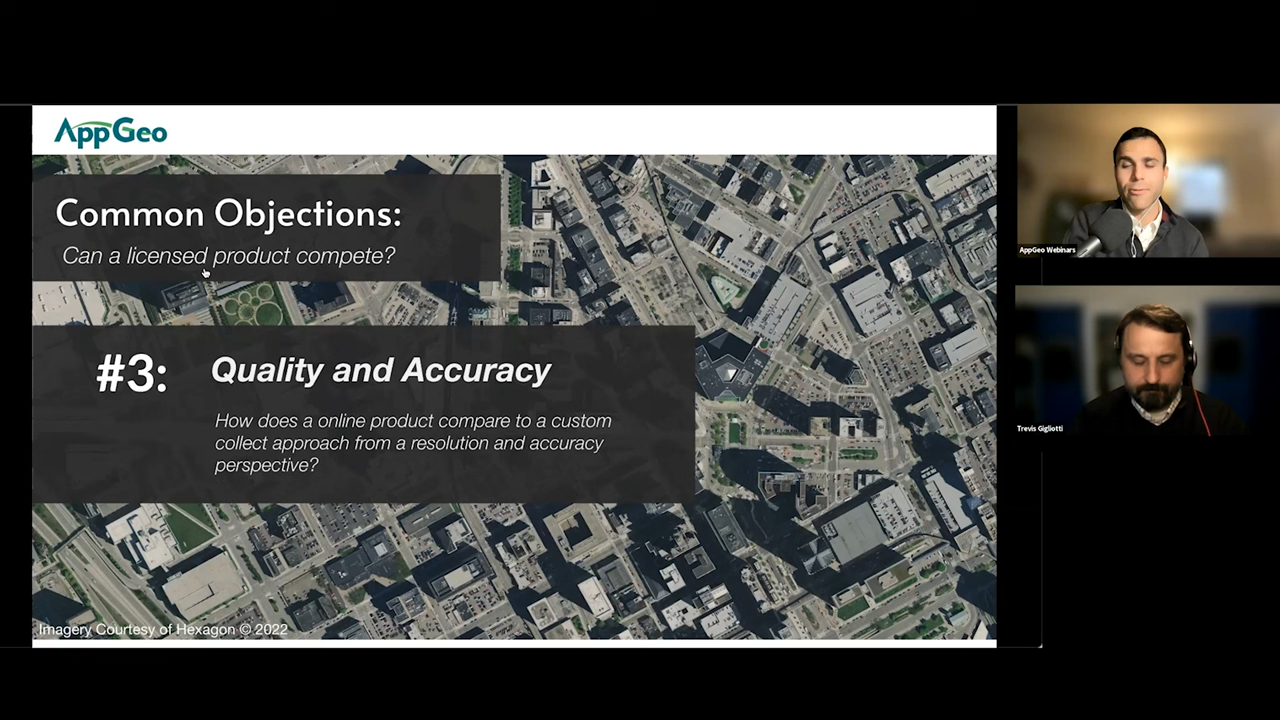 AppGeo
Common Objections:
Can a licensed product compete?
#3:
Quality and Accuracy
How does a online product compare to a custom
collect approach from a resolution and accuracy
perspective?
Imagery Courtesy of Hexagon © 2022
AppGeo Webinars
Trevis Gigliotti